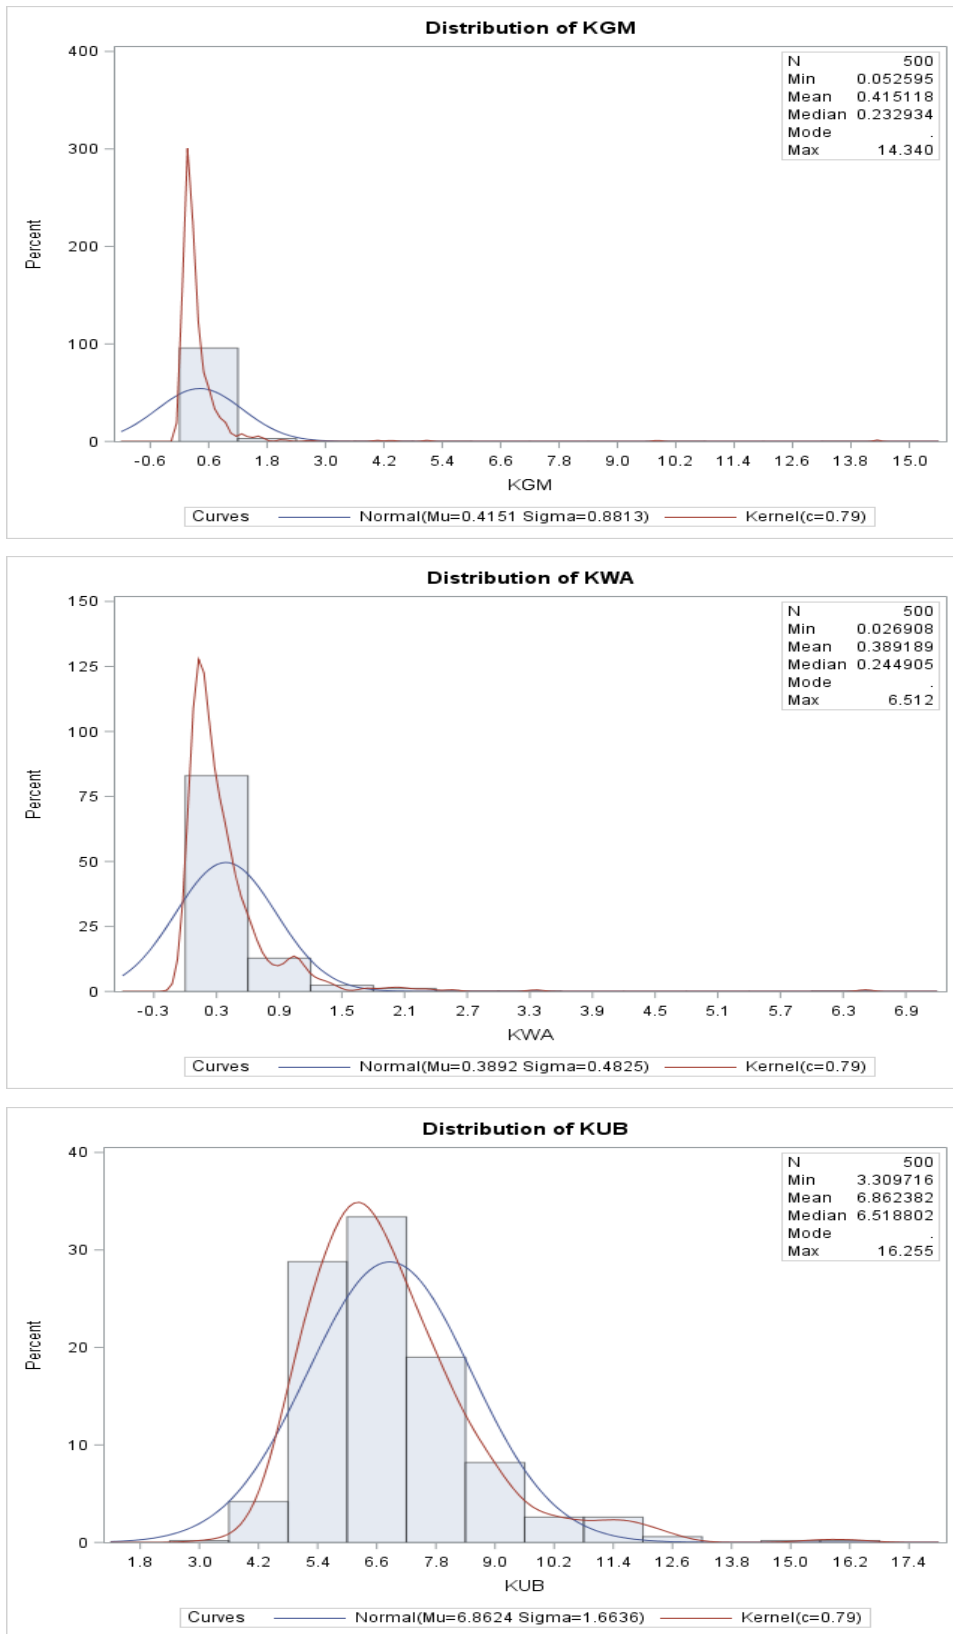 Distribution of KGM
400
300
200
100
0
Percent
N 500
Min 0.052595
Mean 0.415118
Median 0.232934
Mode .
Max 14.340
-0.6 0.6 1.8 3.0 4.2 5.4 6.6 7.8 9.0 10.2 11.4 12.6 13.8 15.0
KGM
Curves Normal(Mu=0.4151 Sigma=0.8813) Kernel(c=0.79)
Distribution of KWA
150
125
100
75
50
25
0
Percent
N 500
Min 0.026908
Mean 0.389189
Median 0.244905
Mode .
Max 6.512
-0.3 0.3 0.9 1.5 2.1 2.7 3.3 3.9 4.5 5.1 5.7 6.3 6.9
KWA
Curves Normal(Mu=0.3892 Sigma=0.4825) Kernel(c=0.79)
Distribution of KUB
40
30
20
10
0
Percent
N 500
Min 3.309716
Mean 6.862382
Median 6.518802
Mode .
Max 16.255
1.8 3.0 4.2 5.4 6.6 7.8 9.0 10.2 11.4 12.6 13.8 15.0 16.2 17.4
KUB
Curves Normal(Mu=6.8624 Sigma=1.6636) Kernel(c=0.79)